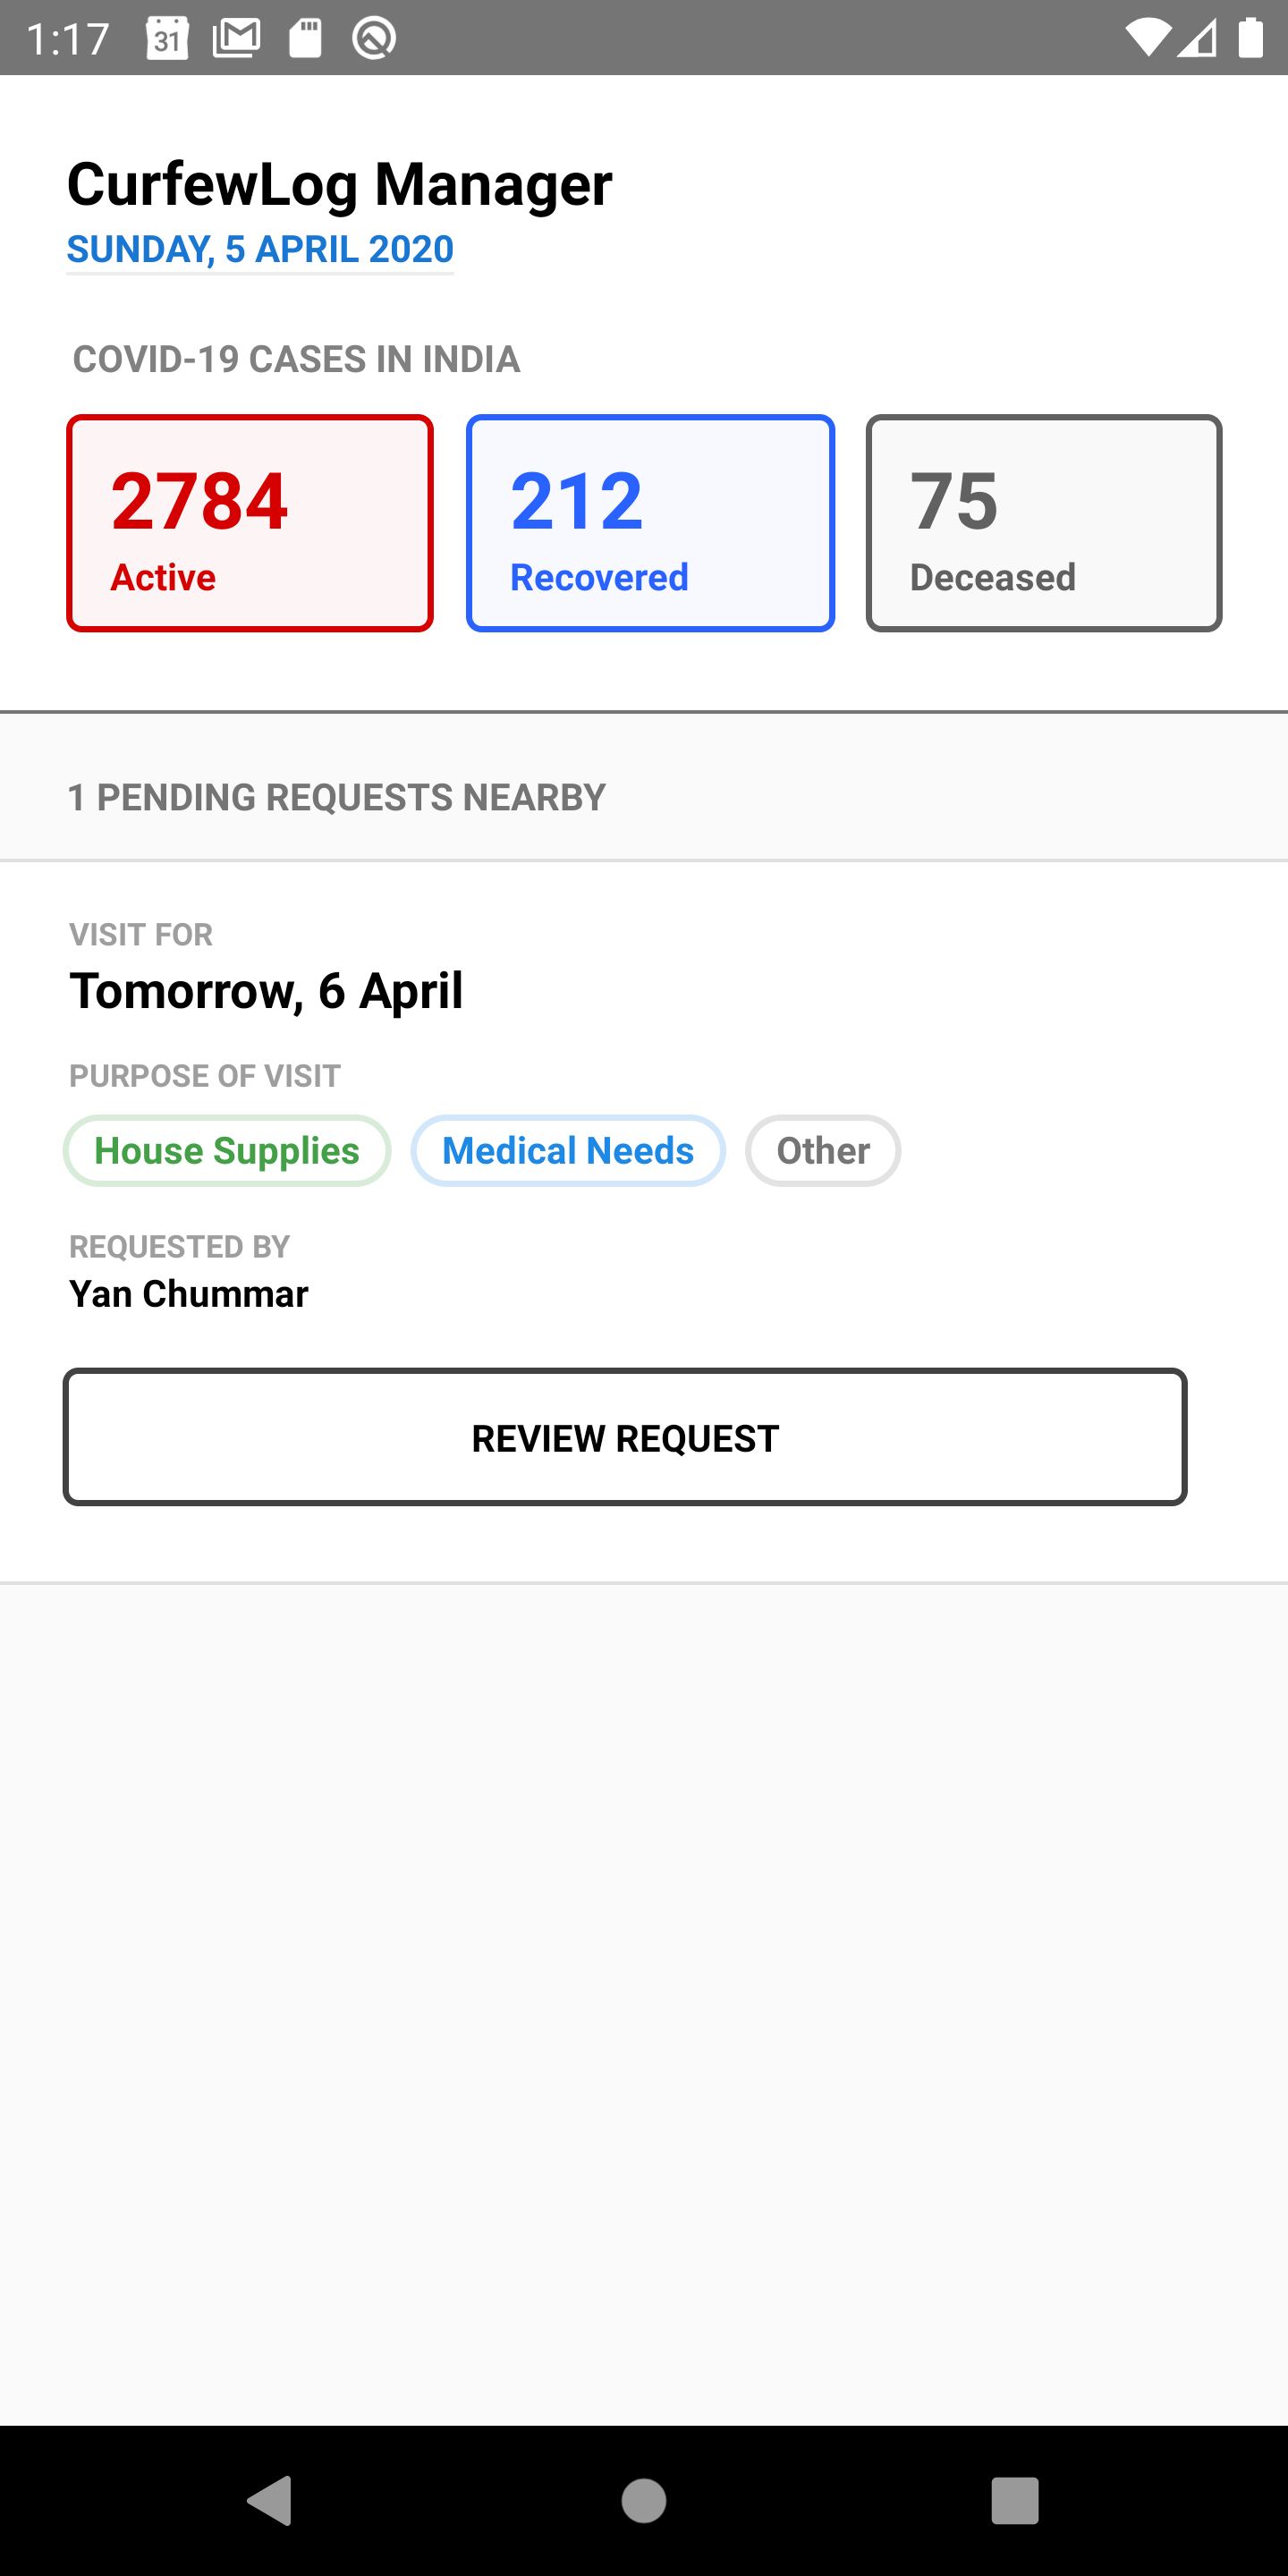 1:17 31
CurfewLog Manager
SUNDAY, 5 APRIL 2020
COVID-19 CASES IN INDIA
2784 212 75
Active Recovered Deceased
1 PENDING REQUESTS NEARBY
VISIT FOR
Tomorrow, 6 April
PURPOSE OF VISIT
House Supplies Medical Needs Other
REQUESTED BY
Yan Chummar
REVIEW REQUEST